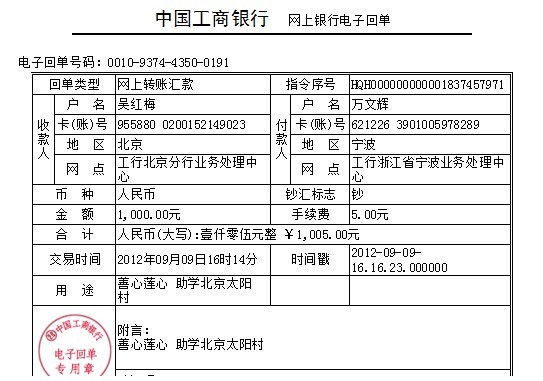 中国工商银行 网上银行电子回单
电子回单号码：0010-9374-4350-0191
回单类型 网上转账汇款 指令序号 HQH000000000001837457971
收款人 户 名 吴红梅 付款人 户 名 万文辉
卡(账)号 955880 0200152149023 卡(账)号 621226 3901005978289
地 区 北京 地 区 宁波
网 点 工行北京分行业务处理中心 网 点 工行浙江省宁波业务处理中心
币 种 人民币 钞汇标志 钞
金 额 1,000.00元 手续费 5.00元
合 计 人民币(大写):壹仟零伍元整 ￥1,005.00元
交易时间 2012年09月09日16时14分 时间戳 2012-09-09-16.16.23.000000
用 途 善心莲心 助学北京太阳村
中国工商银行
电子回单
专用章
附言：
善心莲心 助学北京太阳村